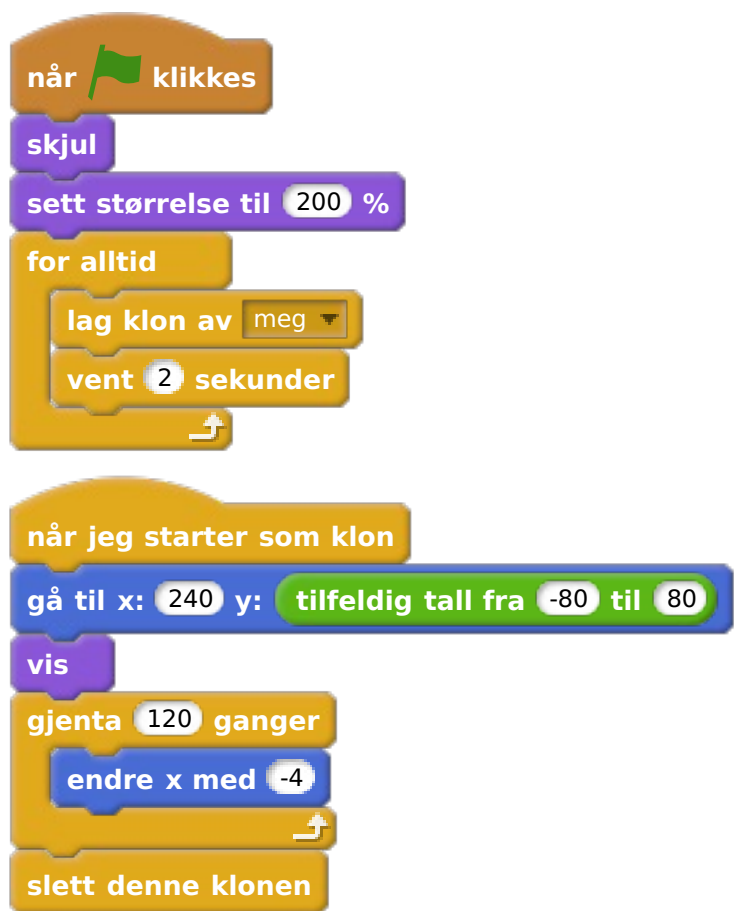 når klikkes
skjul
sett størrelse til 200 %
for alltid
lag klon av meg
vent 2 sekunder
når jeg starter som klon
gå til x: 240 y: tilfeldig tall fra -80 til 80
vis
gjenta 120 ganger
endre x med -4
slett denne klonen